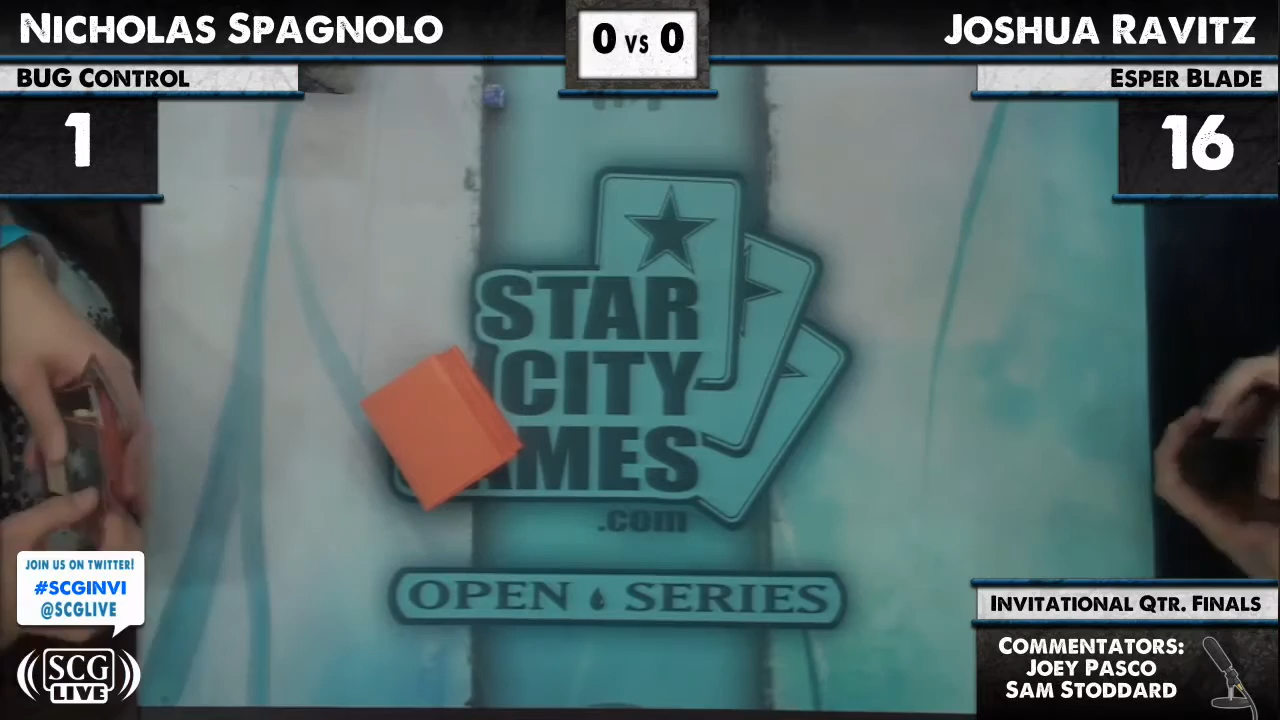 NICHOLAS SPAGNOLO
0 VS 0
JOSHUA RAVITZ
BUG CONTROL
ESPER BLADE
1
16
STAR
CITY
AMES
.com
OPEN SERIES
JOIN US ON TWITTER!
#SCGINVI
@SCGLIVE
SCG
LIVE
INVITATIONAL QTR. FINALS
COMMENTATORS:
JOEY PASCO
SAM STODDARD